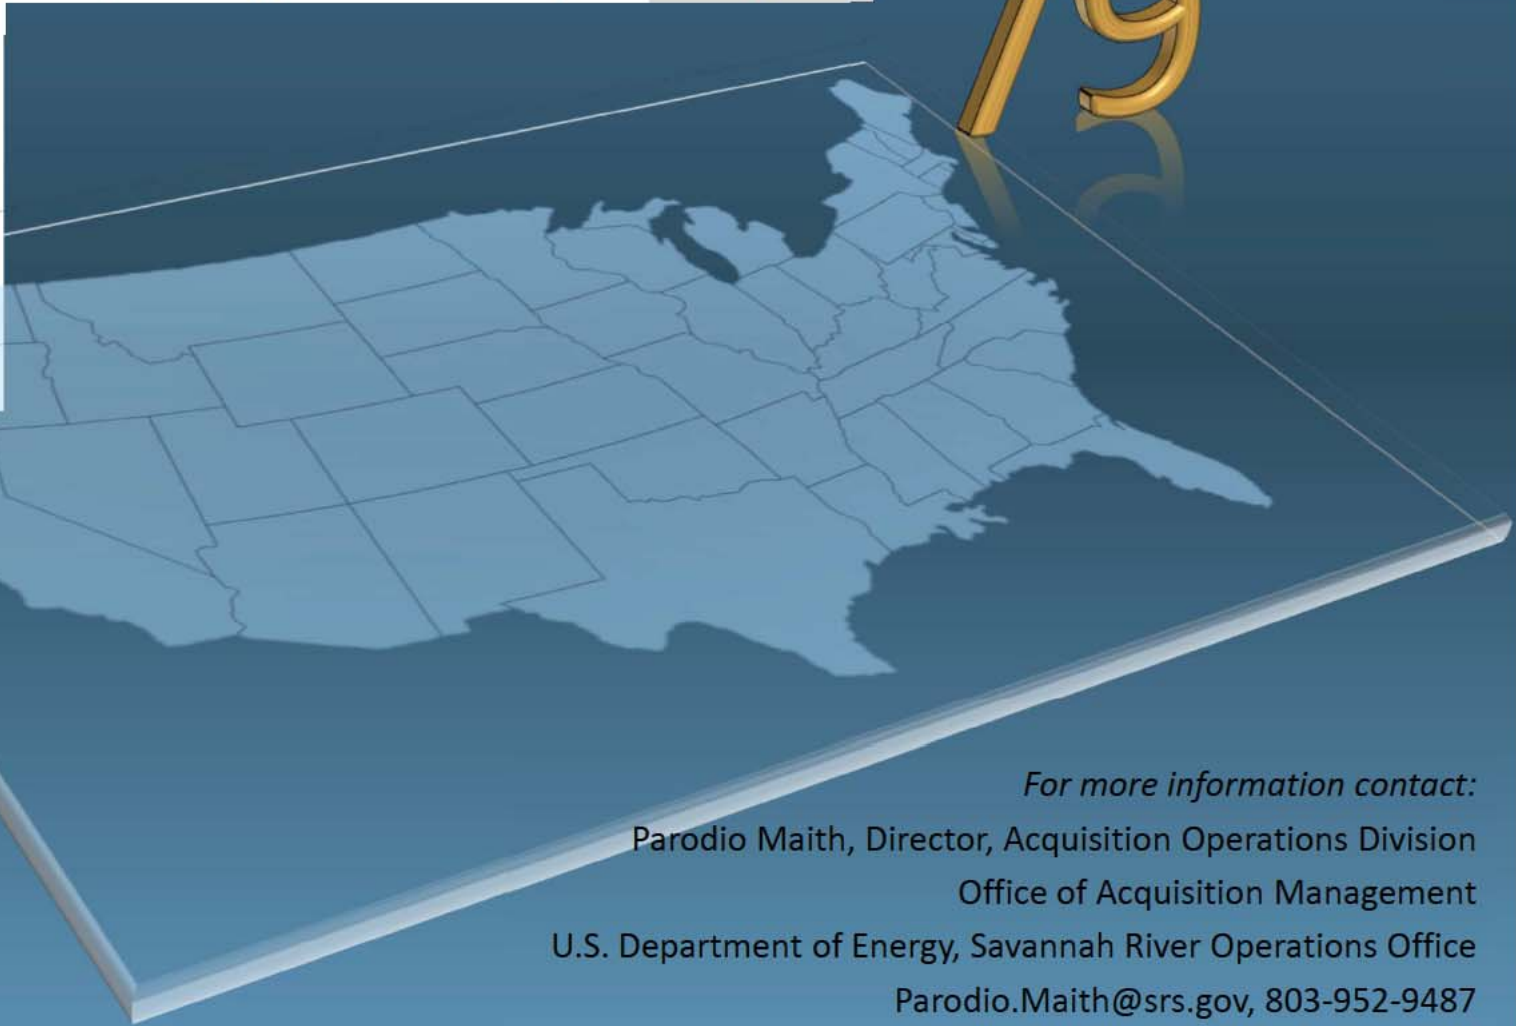 79
For more information contact:
Parodio Maith, Director, Acquisition Operations Division
Office of Acquisition Management
U.S. Department of Energy, Savannah River Operations Office
Parodio.Maith@srs.gov, 803-952-9487